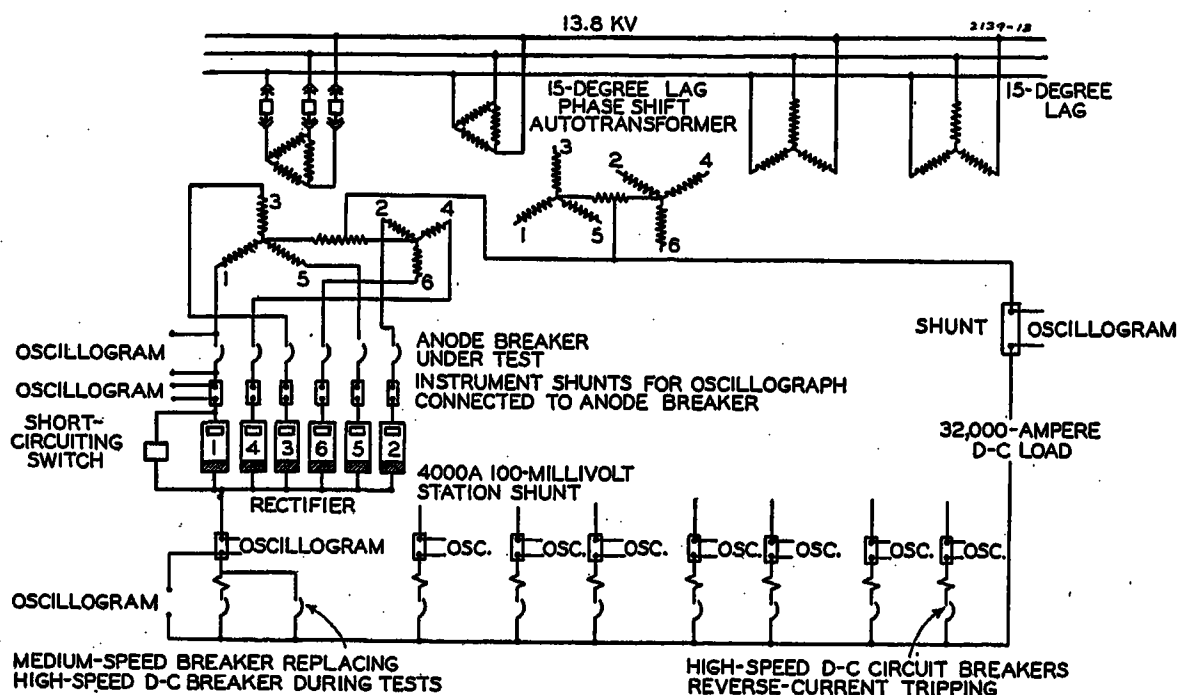 13.8 KV
2139-13
15-DEGREE LAG
PHASE SHIFT
AUTOTRANSFORMER
15-DEGREE
LAG
3
2
4
1
5
6
3
2
4
1
5
6
SHUNT
OSCILLOGRAM
OSCILLOGRAM
ANODE BREAKER
UNDER TEST
OSCILLOGRAM
INSTRUMENT SHUNTS FOR OSCILLOGRAPH
CONNECTED TO ANODE BREAKER
SHORT-
CIRCUITING
SWITCH
1 4 3 6 5 2
32,000-AMPERE
D-C LOAD
4000A 100-MILLIVOLT
STATION SHUNT
RECTIFIER
OSCILLOGRAM
OSC. OSC. OSC. OSC. OSC. OSC. OSC.
OSCILLOGRAM
MEDIUM-SPEED BREAKER REPLACING
HIGH-SPEED D-C BREAKER DURING TESTS
HIGH-SPEED D-C CIRCUIT BREAKERS
REVERSE-CURRENT TRIPPING